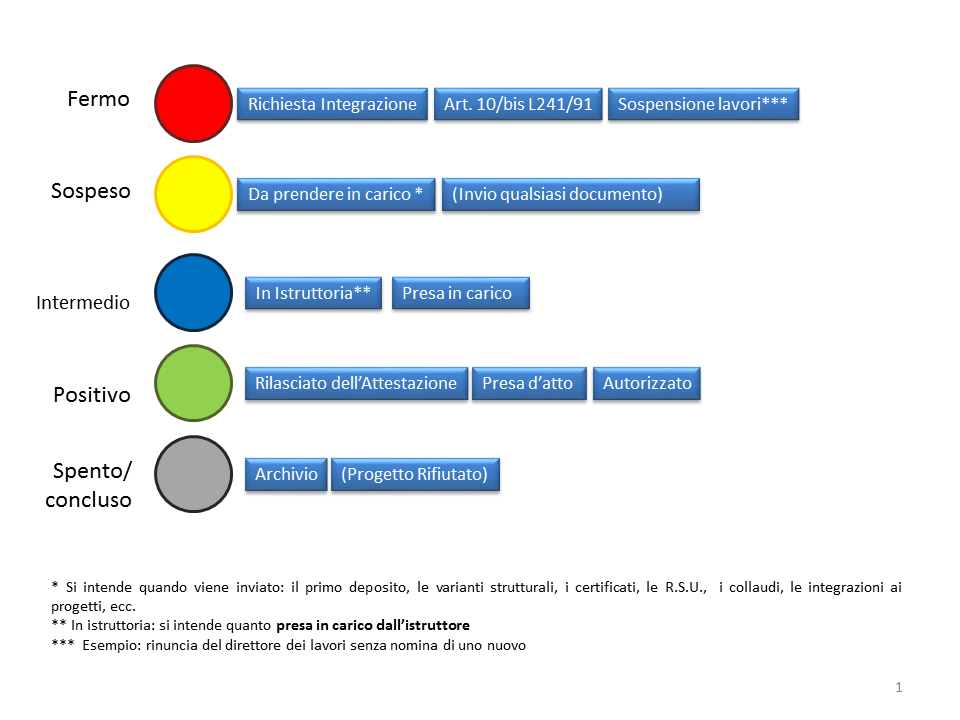 Fermo
Richiesta Integrazione
Art. 10/bis L241/91
Sospensione lavori***
Sospeso
Da prendere in carico *
(Invio qualsiasi documento)
Intermedio
In Istruttoria**
Presa in carico
Positivo
Rilasciato dell’Attestazione
Presa d’atto
Autorizzato
Spento/
concluso
Archivio
(Progetto Rifiutato)
* Si intende quando viene inviato: il primo deposito, le varianti strutturali, i certificati, le R.S.U., i collaudi, le integrazioni ai
progetti, ecc.
** In istruttoria: si intende quanto presa in carico dall’istruttore
*** Esempio: rinuncia del direttore dei lavori senza nomina di uno nuovo
1